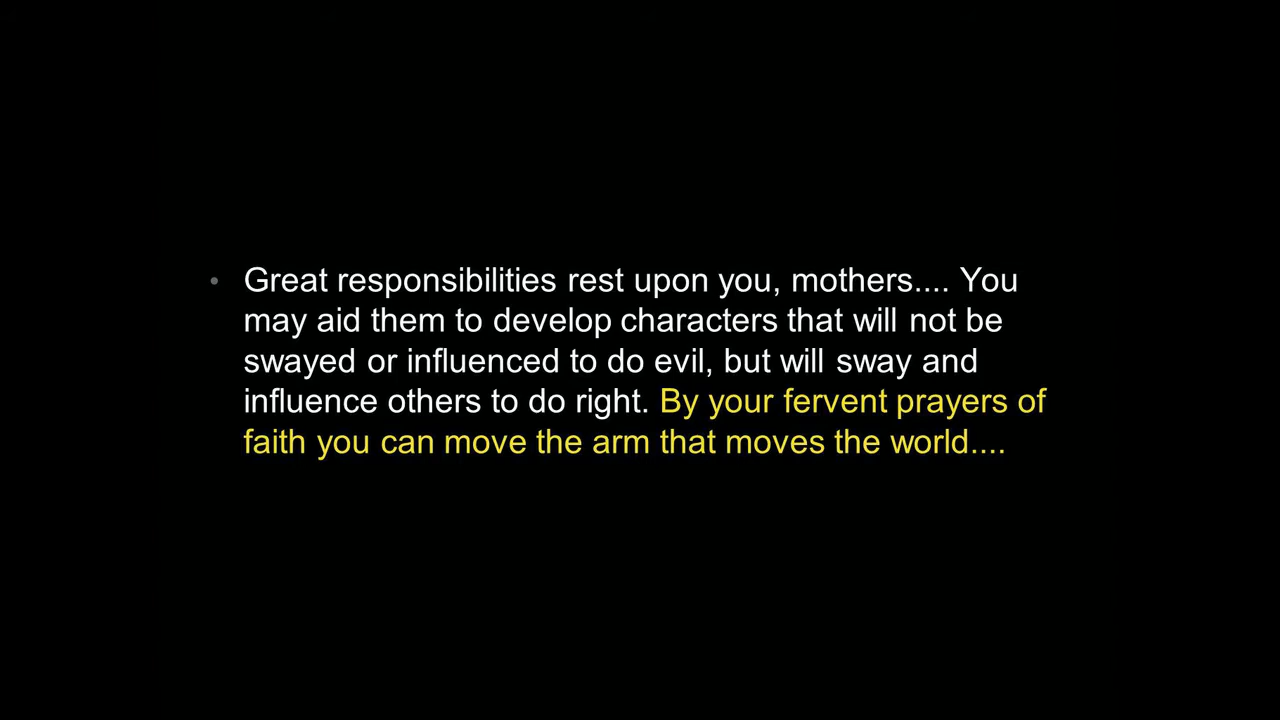 • Great responsibilities rest upon you, mothers.... You
may aid them to develop characters that will not be
swayed or influenced to do evil, but will sway and
influence others to do right. By your fervent prayers of
faith you can move the arm that moves the world....